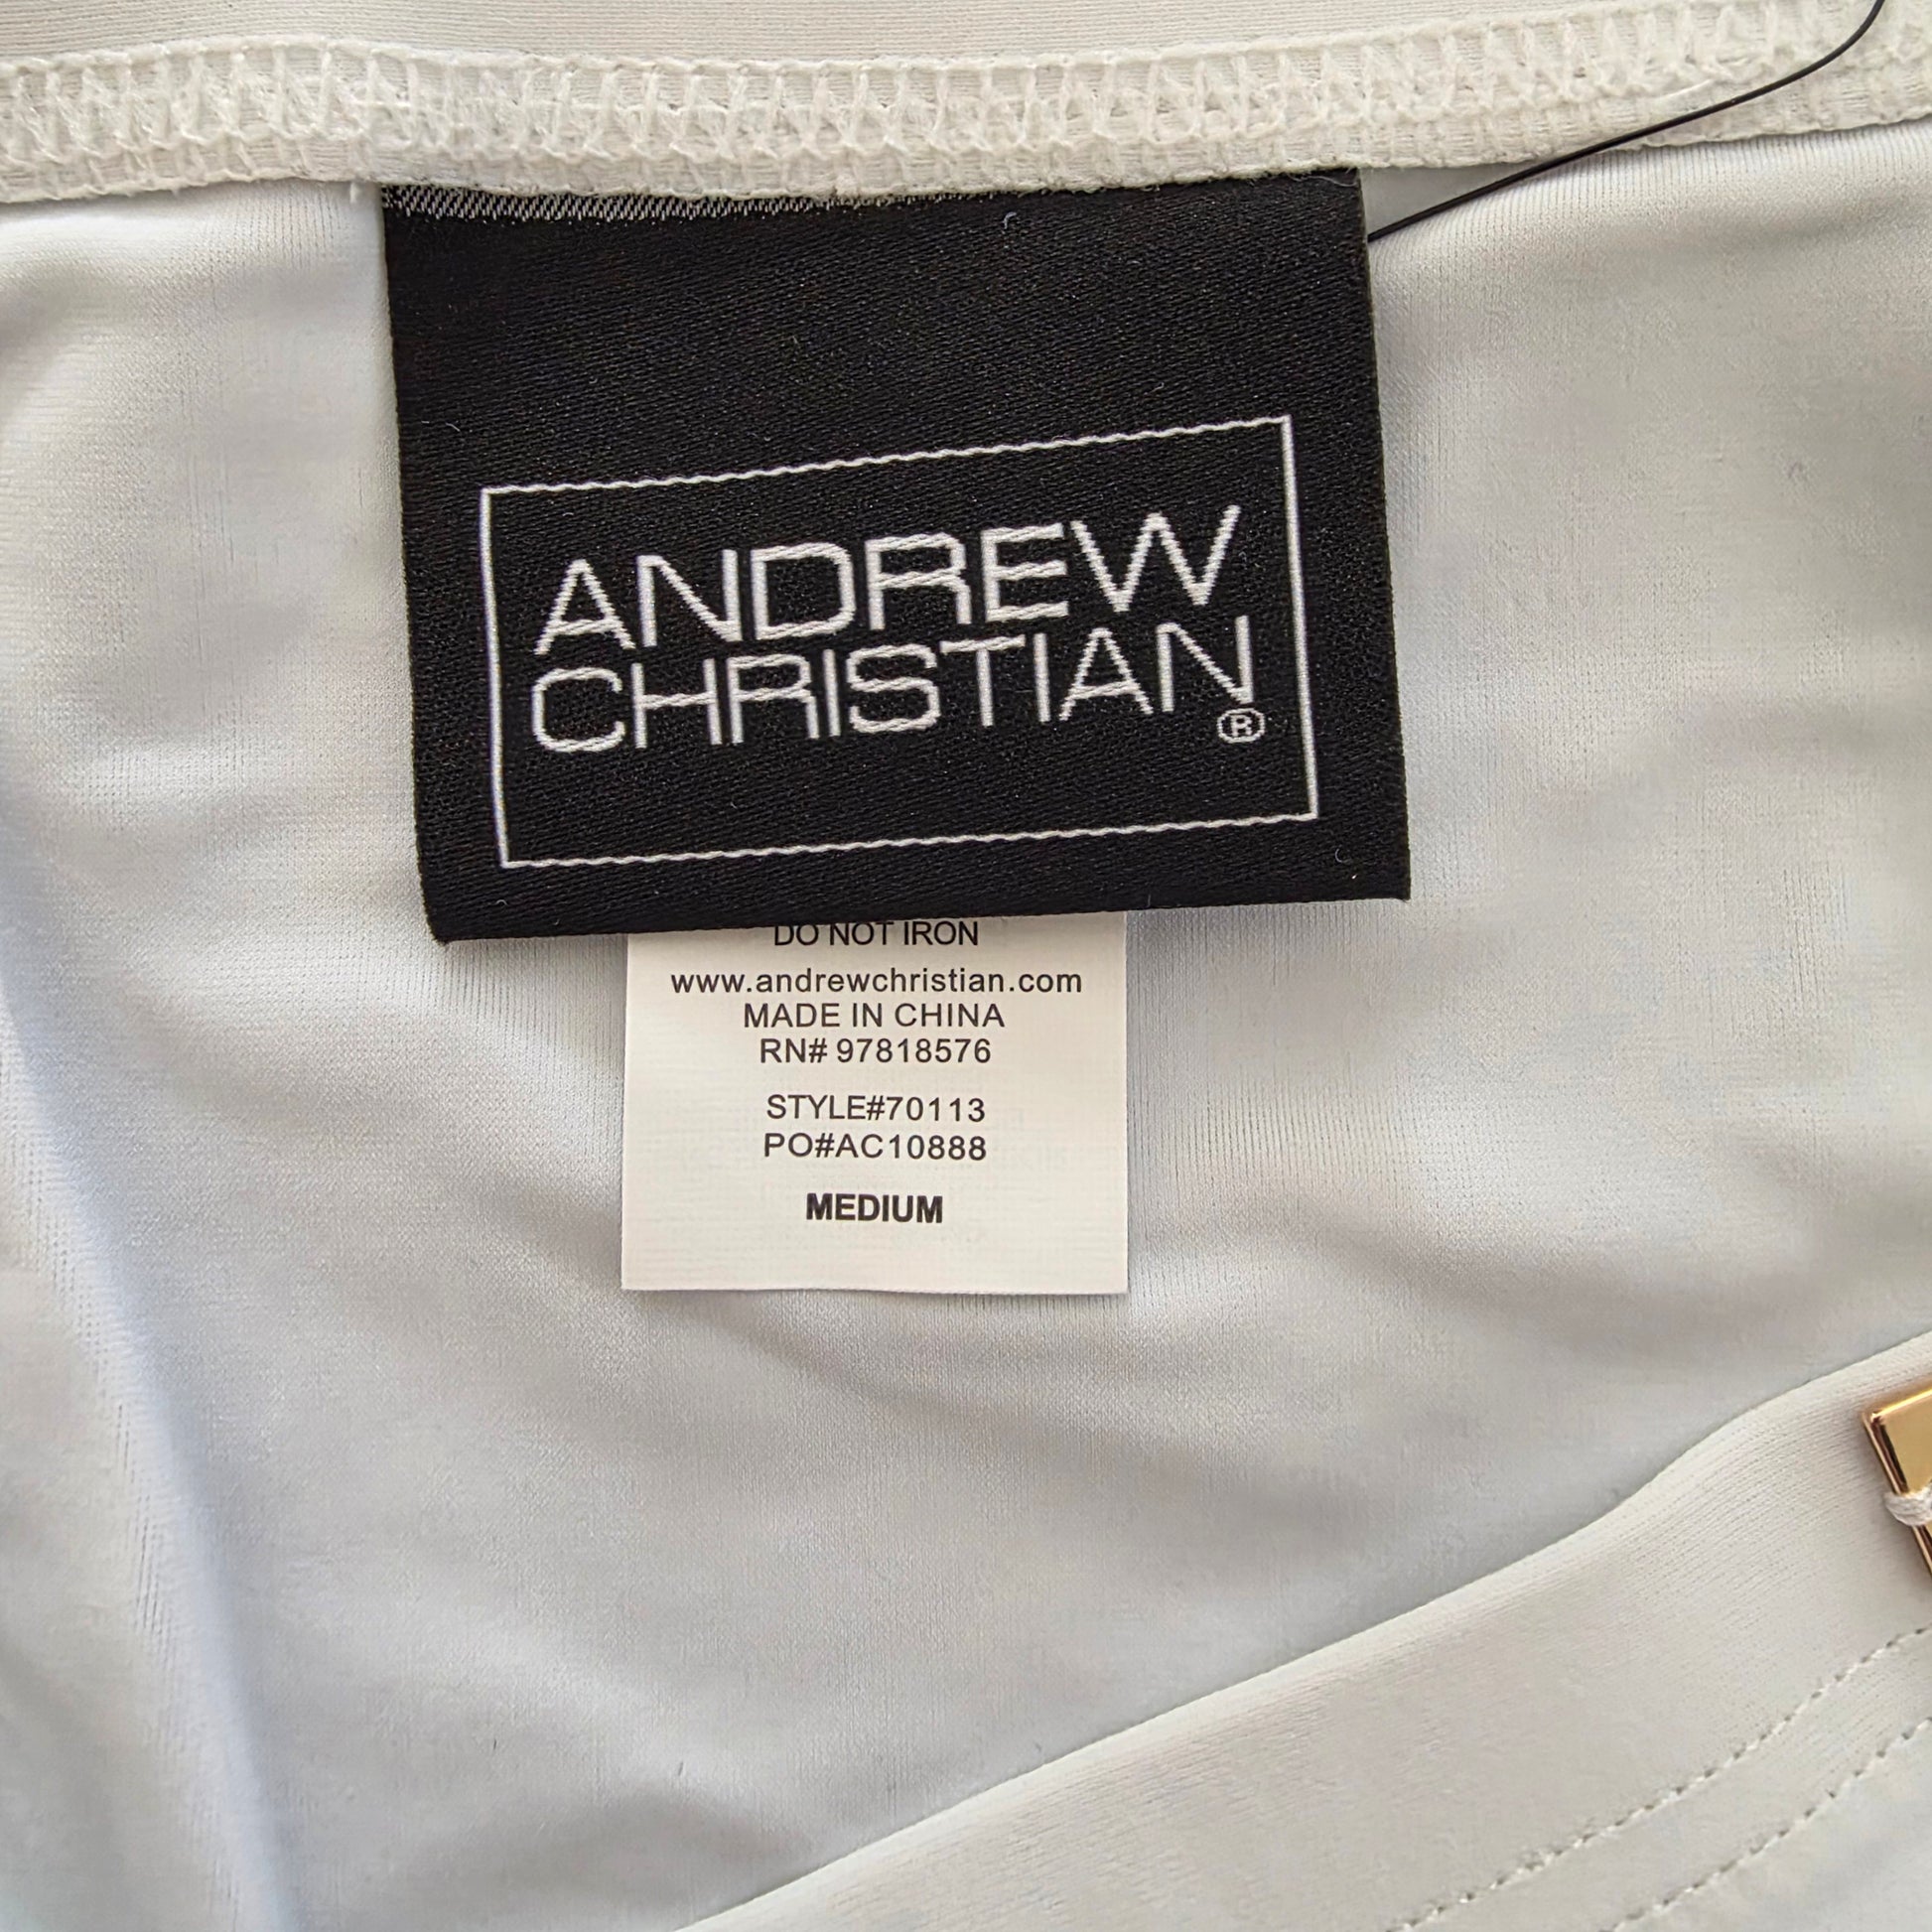 ANDREW
CHRISTIAN
®
DO NOT IRON
www.andrewchristian.com
MADE IN CHINA
RN# 97818576
STYLE#70113
PO#AC10888
MEDIUM